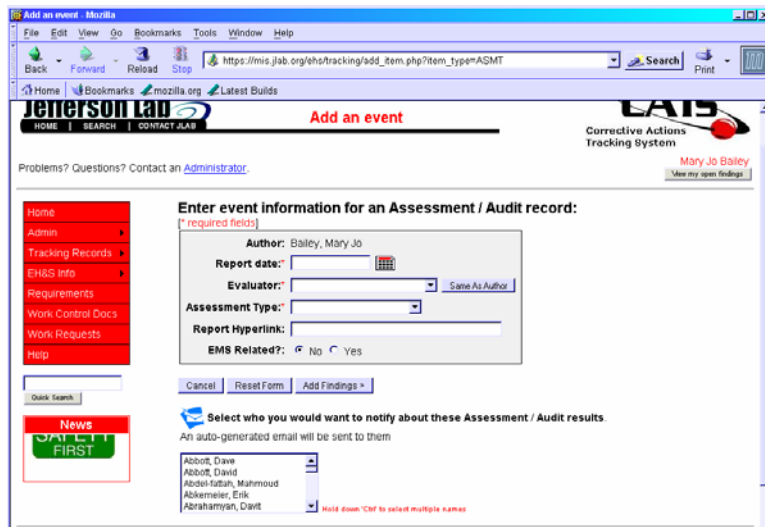 Add an event - Mozilla
File Edit View Go Bookmarks Tools Window Help
Back Forward Reload Stop https://mis.jlab.org/ehs/tracking/add_item.php?item_type=ASMT Search Print
Home Bookmarks mozilla.org Latest Builds
Jefferson Lab
HOME | SEARCH | CONTACT JLAB
Add an event
CATS
Corrective Actions
Tracking System
Problems? Questions? Contact an Administrator.
Mary Jo Bailey
View my open findings
Home
Admin
Tracking Records
EH&S Info
Requirements
Work Control Docs
Work Requests
Help
Quick Search
News
SAFETY
FIRST
Enter event information for an Assessment / Audit record:
[* required fields]
Author: Bailey, Mary Jo
Report date:*
Evaluator:* Same As Author
Assessment Type:*
Report Hyperlink:
EMS Related?: No Yes
Cancel Reset Form Add Findings >
Select who you would want to notify about these Assessment / Audit results.
An auto-generated email will be sent to them
Abbott, Dave
Abbott, David
Abdel-fattah, Mahmoud
Abkemeier, Erik
Abrahamyan, Davit
Hold down 'Ctrl' to select multiple names